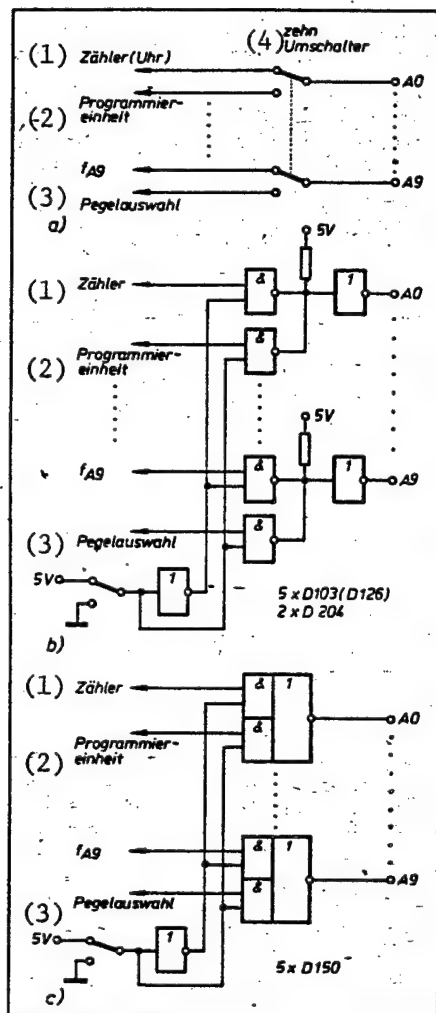 (4) zehn
Umschalter
(1) Zähler (Uhr)
A0
(2) Programmier-
einheit
fA9
A9
(3) Pegelauswahl
a)
5V
(1) Zähler
&
1
A0
(2) Programmier-
einheit
&
5V
fA9
&
1
A9
(3) Pegelauswahl
&
5V
1
5 x D103 (D126)
2 x D 204
b)
(1) Zähler
&
1
A0
(2) Programmier-
einheit
&
fA9
&
1
A9
(3) Pegelauswahl
&
5V
1
5 x D150
c)